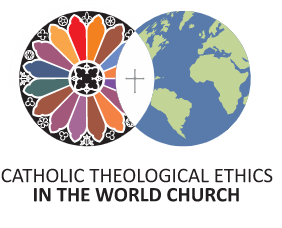 CATHOLIC THEOLOGICAL ETHICS
IN THE WORLD CHURCH